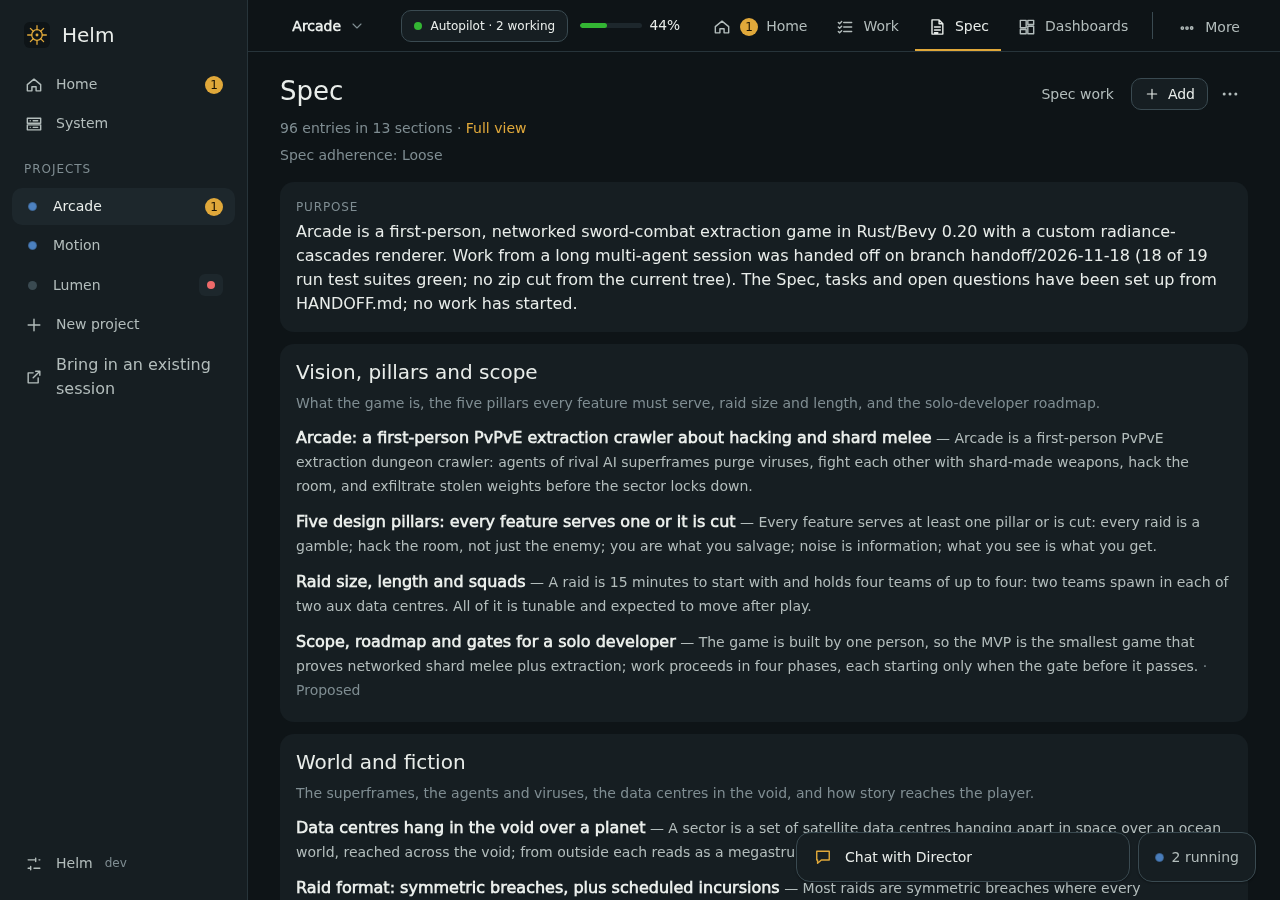 Helm
Home 1
System
PROJECTS
Arcade 1
Motion
Lumen
New project
Bring in an existing
session
Helm dev
Arcade
Autopilot · 2 working
44%
1 Home
Work
Spec
Dashboards
More
Spec
Spec work
Add
96 entries in 13 sections · Full view
Spec adherence: Loose
PURPOSE
Arcade is a first-person, networked sword-combat extraction game in Rust/Bevy 0.20 with a custom radiance-
cascades renderer. Work from a long multi-agent session was handed off on branch handoff/2026-11-18 (18 of 19
run test suites green; no zip cut from the current tree). The Spec, tasks and open questions have been set up from
HANDOFF.md; no work has started.
Vision, pillars and scope
What the game is, the five pillars every feature must serve, raid size and length, and the solo-developer roadmap.
Arcade: a first-person PvPvE extraction crawler about hacking and shard melee — Arcade is a first-person PvPvE
extraction dungeon crawler: agents of rival AI superframes purge viruses, fight each other with shard-made weapons, hack the
room, and exfiltrate stolen weights before the sector locks down.
Five design pillars: every feature serves one or it is cut — Every feature serves at least one pillar or is cut: every raid is a
gamble; hack the room, not just the enemy; you are what you salvage; noise is information; what you see is what you get.
Raid size, length and squads — A raid is 15 minutes to start with and holds four teams of up to four: two teams spawn in each of
two aux data centres. All of it is tunable and expected to move after play.
Scope, roadmap and gates for a solo developer — The game is built by one person, so the MVP is the smallest game that
proves networked shard melee plus extraction; work proceeds in four phases, each starting only when the gate before it passes. ·
Proposed
World and fiction
The superframes, the agents and viruses, the data centres in the void, and how story reaches the player.
Data centres hang in the void over a planet — A sector is a set of satellite data centres hanging apart in space over an ocean
world, reached across the void; from outside each reads as a megastru
Raid format: symmetric breaches, plus scheduled incursions — Most raids are symmetric breaches where every
Chat with Director
2 running